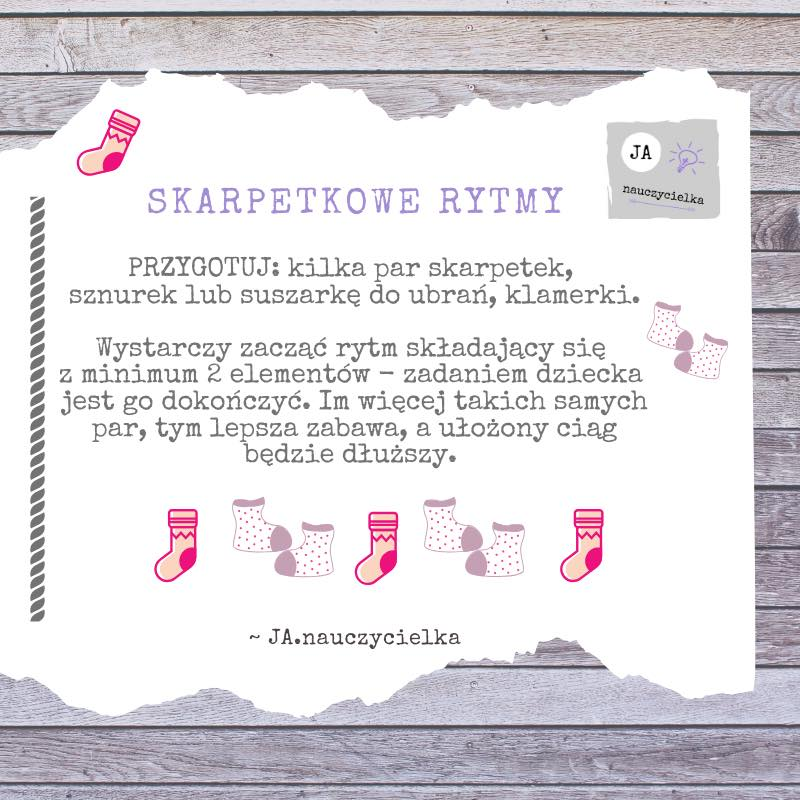 JA
nauczycielka
SKARPETKOWE RYTMY
PRZYGOTUJ: kilka par skarpetek,
sznurek lub suszarkę do ubrań, klamerki.
Wystarczy zacząć rytm składający się
z minimum 2 elementów - zadaniem dziecka
jest go dokończyć. Im więcej takich samych
par, tym lepsza zabawa, a ułożony ciąg
będzie dłuższy.
~ JA.nauczycielka